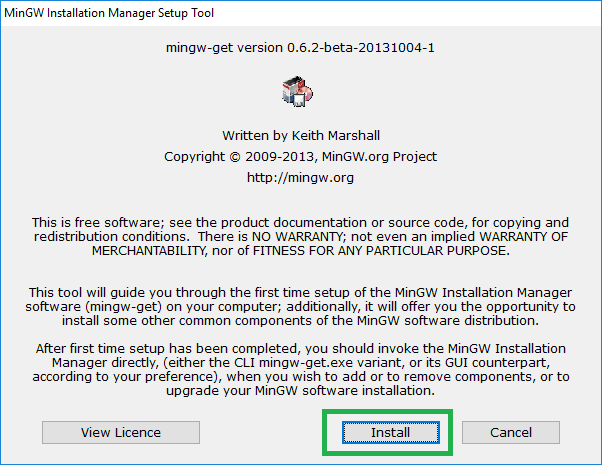 MinGW Installation Manager Setup Tool
mingw-get version 0.6.2-beta-20131004-1
Written by Keith Marshall
Copyright © 2009-2013, MinGW.org Project
http://mingw.org
This is free software; see the product documentation or source code, for copying and
redistribution conditions.  There is NO WARRANTY; not even an implied WARRANTY OF
MERCHANTABILITY, nor of FITNESS FOR ANY PARTICULAR PURPOSE.
This tool will guide you through the first time setup of the MinGW Installation Manager
software (mingw-get) on your computer; additionally, it will offer you the opportunity to
install some other common components of the MinGW software distribution.
After first time setup has been completed, you should invoke the MinGW Installation
Manager directly, (either the CLI mingw-get.exe variant, or its GUI counterpart,
according to your preference), when you wish to add or to remove components, or to
upgrade your MinGW software installation.
View Licence
Install
Cancel